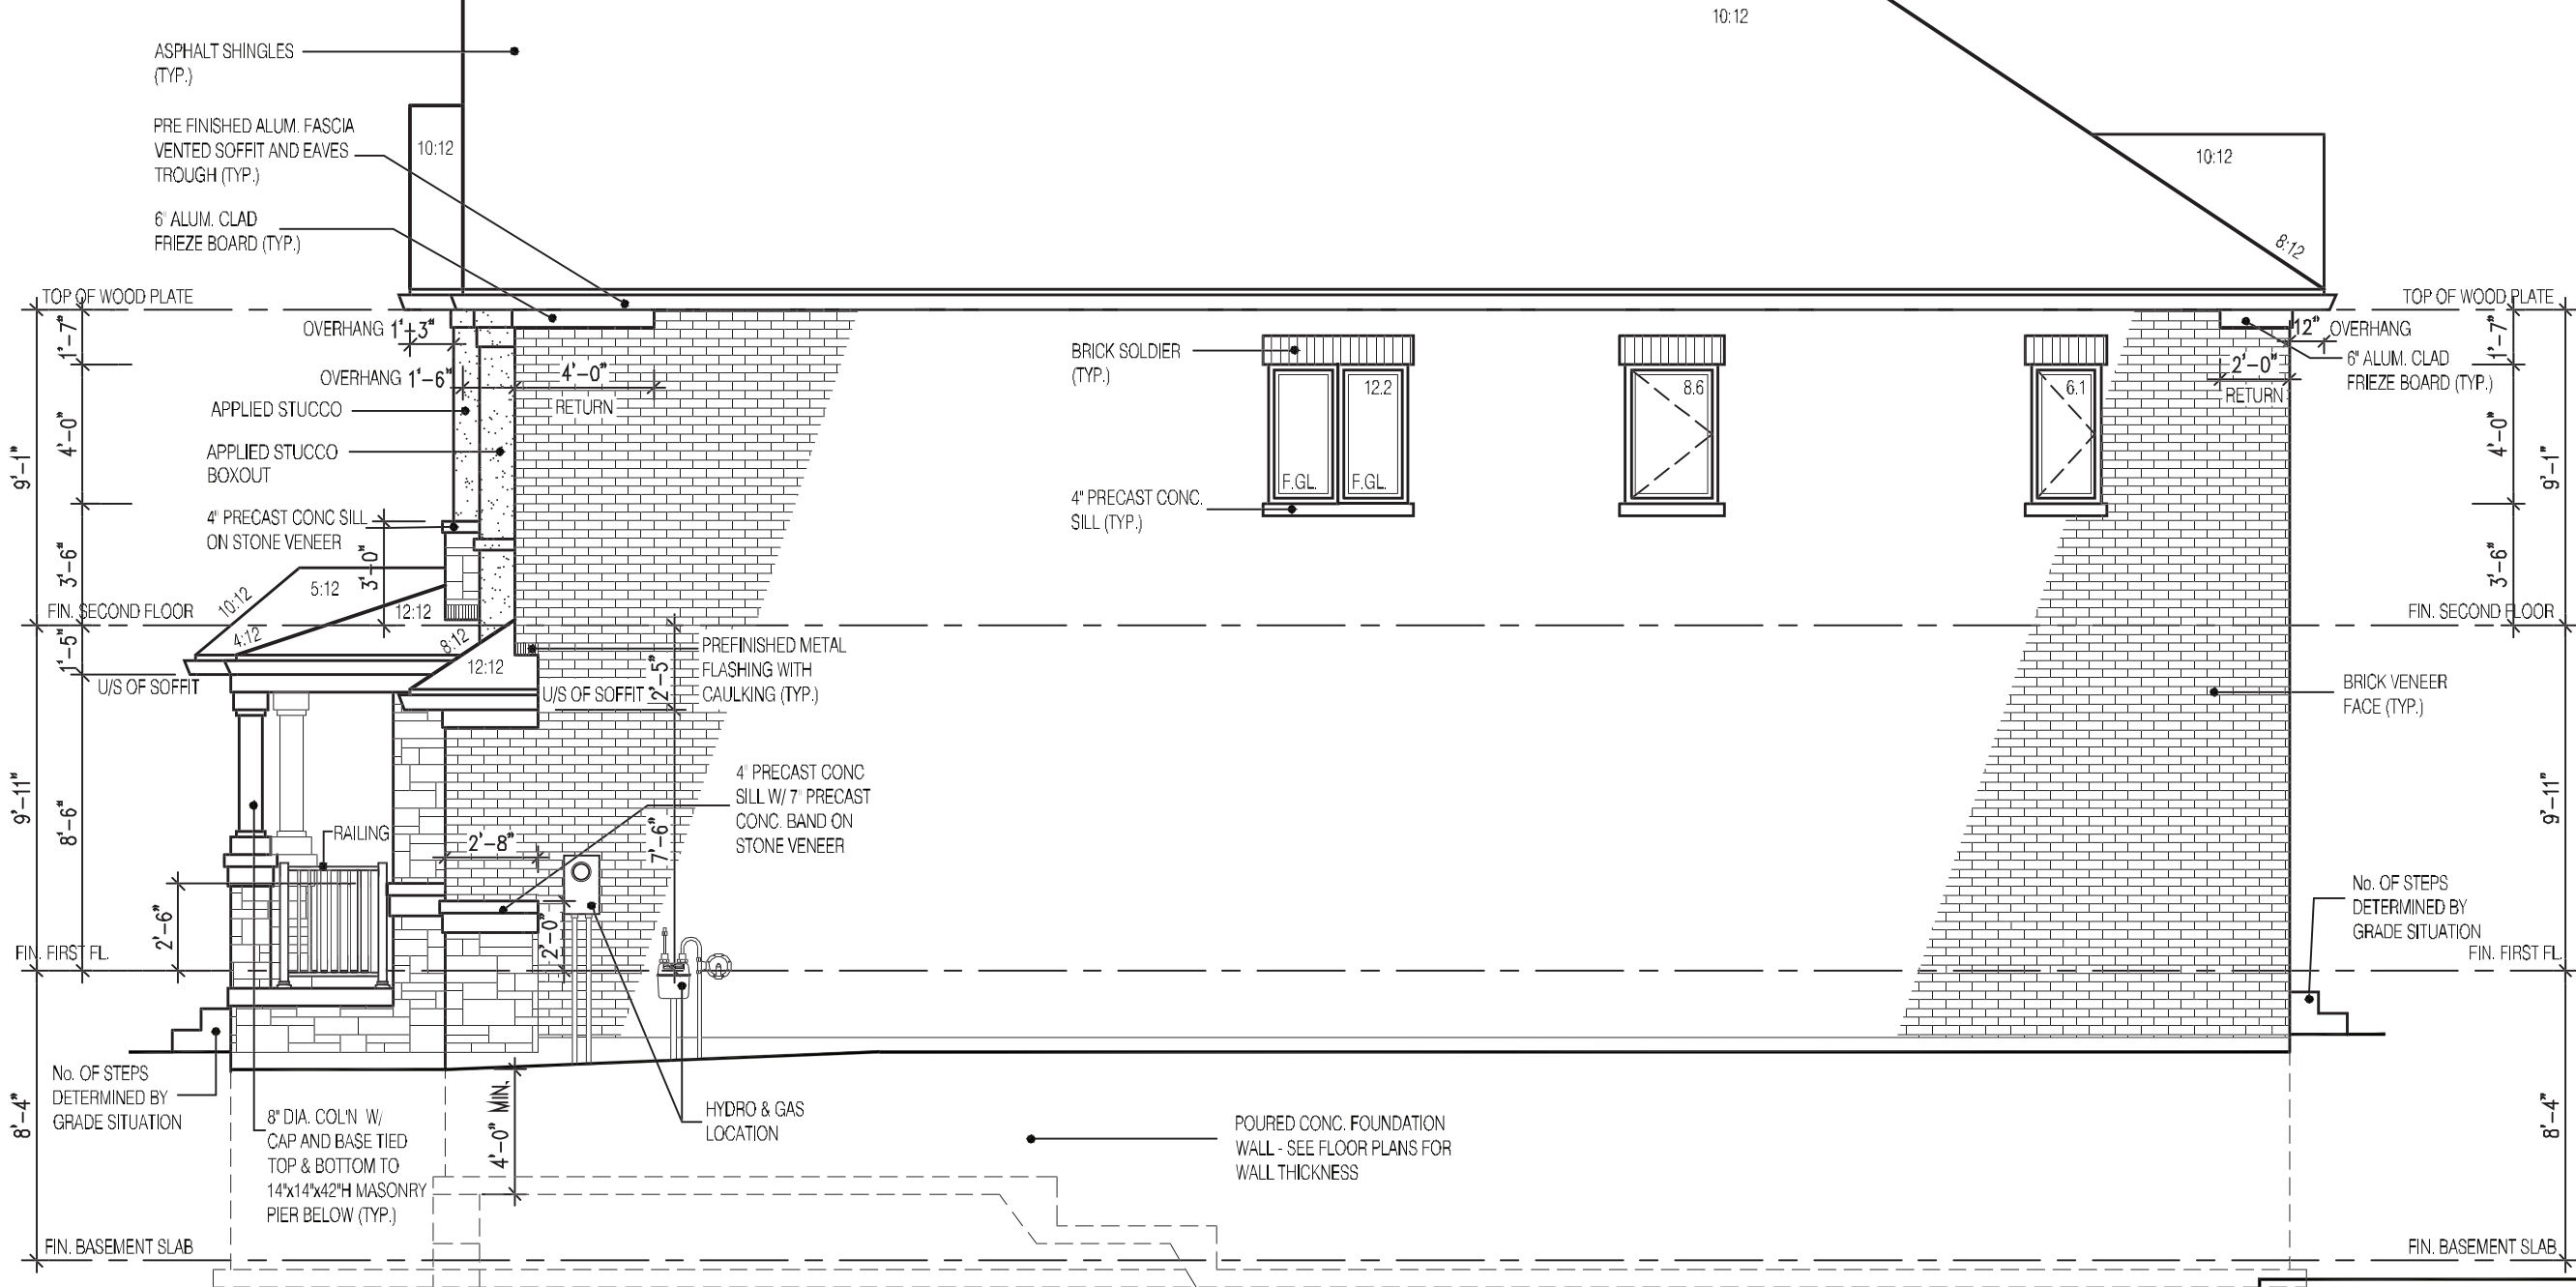 10:12
ASPHALT SHINGLES
(TYP.)
PRE FINISHED ALUM. FASCIA
VENTED SOFFIT AND EAVES
TROUGH (TYP.)
10:12
10:12
6" ALUM. CLAD
FRIEZE BOARD (TYP.)
8:12
TOP OF WOOD PLATE
TOP OF WOOD PLATE
OVERHANG 1'-3"
12" OVERHANG
1'-7"
1'-7"
BRICK SOLDIER
(TYP.)
6" ALUM. CLAD
FRIEZE BOARD (TYP.)
OVERHANG 1'-6"
4'-0"
RETURN
2'-0"
RETURN
12.2
8.6
6.1
APPLIED STUCCO
APPLIED STUCCO
BOXOUT
9'-1"
4'-0"
4'-0"
9'-1"
F.GL.
F.GL.
4" PRECAST CONC.
SILL (TYP.)
4" PRECAST CONC SILL
ON STONE VENEER
3'-6"
3'-0"
3'-6"
10:12
5:12
12:12
4:12
8:12
12:12
FIN. SECOND FLOOR
FIN. SECOND FLOOR
1'-5"
U/S OF SOFFIT
U/S OF SOFFIT
2'-5"
PREFINISHED METAL
FLASHING WITH
CAULKING (TYP.)
BRICK VENEER
FACE (TYP.)
9'-11"
8'-6"
9'-11"
4" PRECAST CONC
SILL W/ 7" PRECAST
CONC. BAND ON
STONE VENEER
RAILING
2'-8"
7'-6"
2'-6"
2'-0"
No. OF STEPS
DETERMINED BY
GRADE SITUATION
FIN. FIRST FL.
FIN. FIRST FL.
No. OF STEPS
DETERMINED BY
GRADE SITUATION
8'-4"
8'-4"
8" DIA. COL'N W/
CAP AND BASE TIED
TOP & BOTTOM TO
14"x14"x42"H MASONRY
PIER BELOW (TYP.)
4'-0" MIN.
HYDRO & GAS
LOCATION
POURED CONC. FOUNDATION
WALL - SEE FLOOR PLANS FOR
WALL THICKNESS
FIN. BASEMENT SLAB
FIN. BASEMENT SLAB